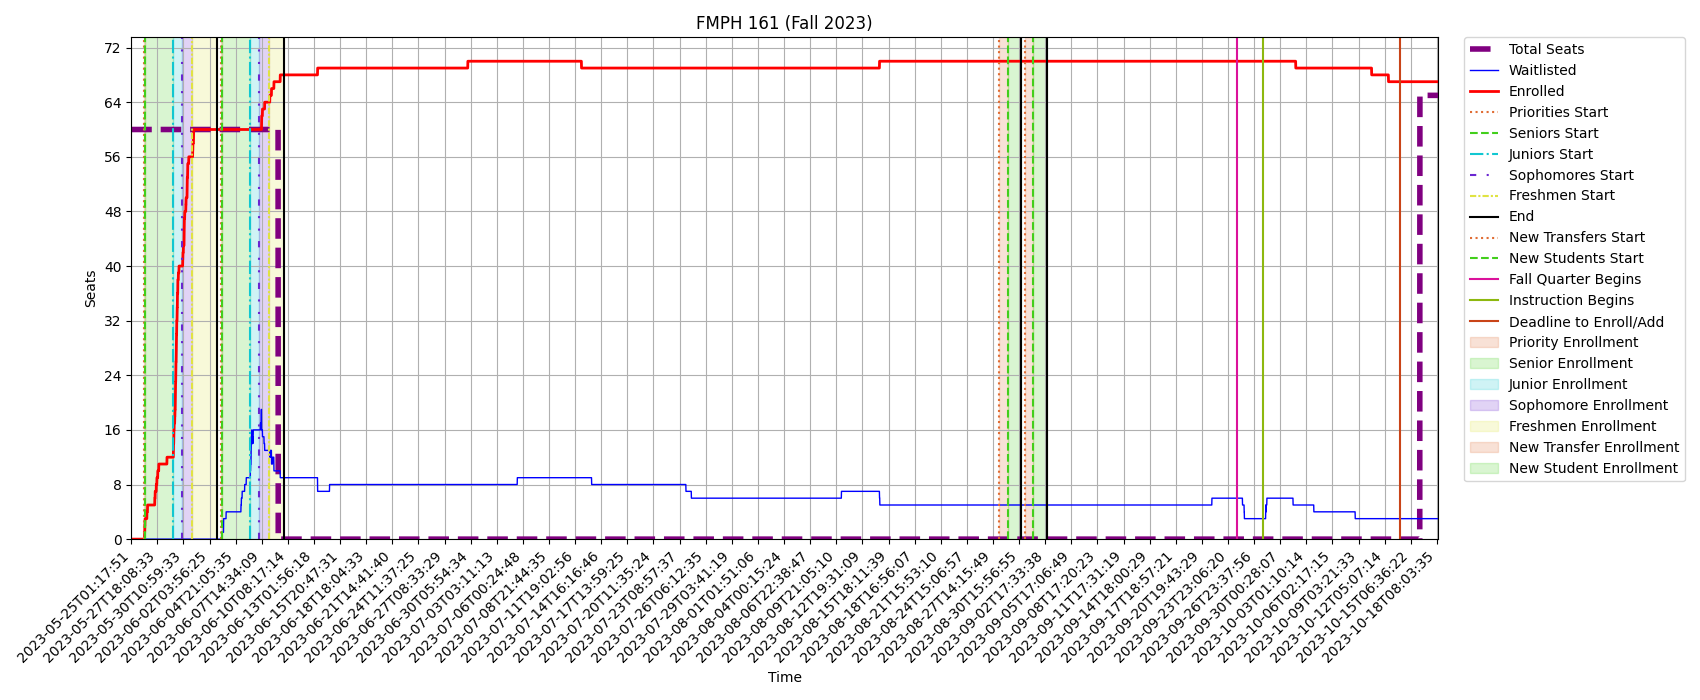 FMPH 161 (Fall 2023)
72
64
56
48
40
32
24
16
8
0
Seats
2023-05-25T01:17:51
2023-05-27T18:08:33
2023-05-30T10:59:33
2023-06-02T03:56:25
2023-06-04T21:05:35
2023-06-07T14:34:09
2023-06-10T08:17:14
2023-06-13T01:56:18
2023-06-15T20:47:31
2023-06-18T18:04:33
2023-06-21T14:41:40
2023-06-24T11:37:25
2023-06-27T08:33:29
2023-06-30T05:54:34
2023-07-03T03:11:13
2023-07-06T00:24:48
2023-07-08T21:44:35
2023-07-11T19:02:56
2023-07-14T16:16:46
2023-07-17T13:59:25
2023-07-20T11:35:24
2023-07-23T08:57:37
2023-07-26T06:12:35
2023-07-29T03:41:19
2023-08-01T01:51:06
2023-08-04T00:15:24
2023-08-06T22:38:47
2023-08-09T21:05:10
2023-08-12T19:31:09
2023-08-15T18:11:39
2023-08-18T16:56:07
2023-08-21T15:53:10
2023-08-24T15:06:57
2023-08-27T14:15:49
2023-08-30T15:56:55
2023-09-02T17:33:38
2023-09-05T17:06:49
2023-09-08T17:20:23
2023-09-11T17:31:19
2023-09-14T18:00:29
2023-09-17T18:57:21
2023-09-20T19:43:29
2023-09-23T23:06:20
2023-09-26T23:37:56
2023-09-30T00:28:07
2023-10-03T01:10:14
2023-10-06T02:17:15
2023-10-09T03:21:33
2023-10-12T05:07:14
2023-10-15T06:36:22
2023-10-18T08:03:35
Time
Total Seats
Waitlisted
Enrolled
Priorities Start
Seniors Start
Juniors Start
Sophomores Start
Freshmen Start
End
New Transfers Start
New Students Start
Fall Quarter Begins
Instruction Begins
Deadline to Enroll/Add
Priority Enrollment
Senior Enrollment
Junior Enrollment
Sophomore Enrollment
Freshmen Enrollment
New Transfer Enrollment
New Student Enrollment